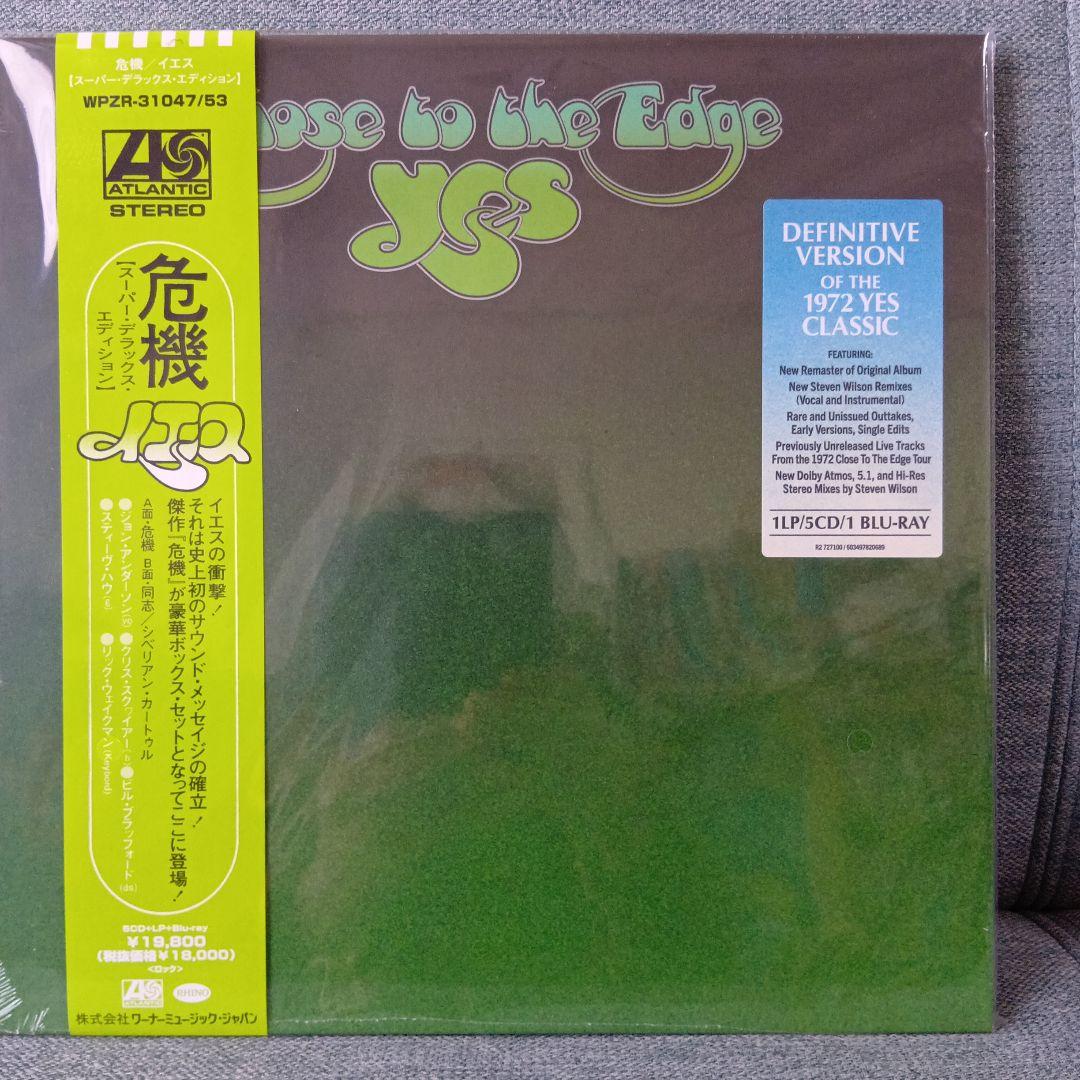 危機／イエス
【スーパー・デラックス・エディション】
WPZR-31047/53
ATLANTIC
STEREO
危機
【スーパー・デラックス・
エディション】
イエス
イエスの衝撃！
それは史上初のサウンド・メッセイジの確立！
傑作『危機』が豪華ボックス・セットとなってここに登場！
A面・危機 B面・同志／シベリアン・カートゥル
●ジョン・アンダーソン(vo) ●クリス・スクワイアー(b) ●ビル・ブラッフォード(ds)
●スティーヴ・ハウ(g) ●リック・ウェイクマン(Keybord)
5CD+LP+Blu-ray
￥19,800
(税抜価格￥18,000)
<ロック>
ATLANTIC
RHINO
株式会社 ワーナーミュージック・ジャパン
lose to the Edge
yes
DEFINITIVE
VERSION
OF THE
1972 YES
CLASSIC
FEATURING:
New Remaster of Original Album
New Steven Wilson Remixes
(Vocal and Instrumental)
Rare and Unissued Outtakes,
Early Versions, Single Edits
Previously Unreleased Live Tracks
From the 1972 Close To The Edge Tour
New Dolby Atmos, 5.1, and Hi-Res
Stereo Mixes by Steven Wilson
1LP/5CD/1 BLU-RAY
R2 727100 / 603497820689